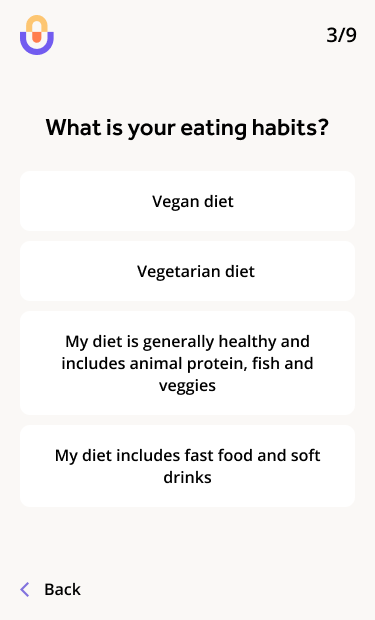 3/9
What is your eating habits?
Vegan diet
Vegetarian diet
My diet is generally healthy and
includes animal protein, fish and
veggies
My diet includes fast food and soft
drinks
Back